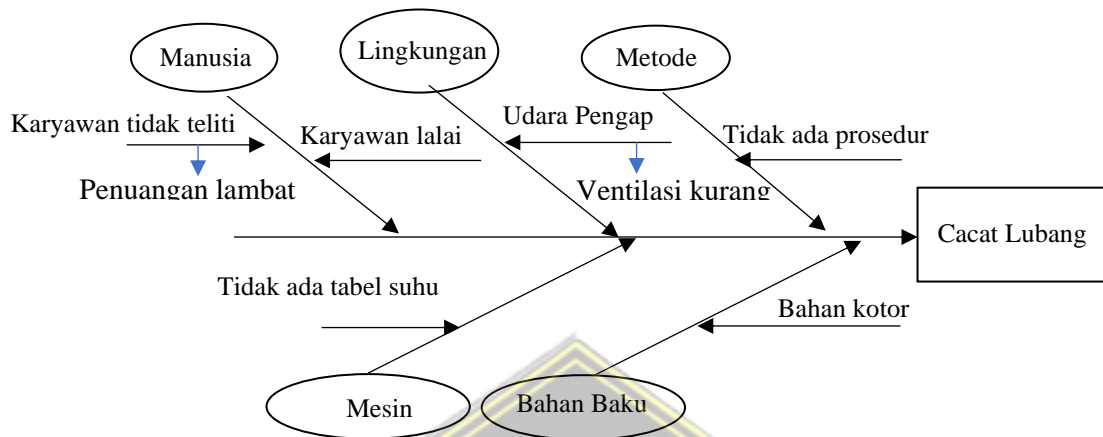 Manusia
Lingkungan
Metode
Karyawan tidak teliti
Karyawan lalai
Udara Pengap
Tidak ada prosedur
Penuangan lambat
Ventilasi kurang
Cacat Lubang
Tidak ada tabel suhu
Bahan kotor
Mesin
Bahan Baku